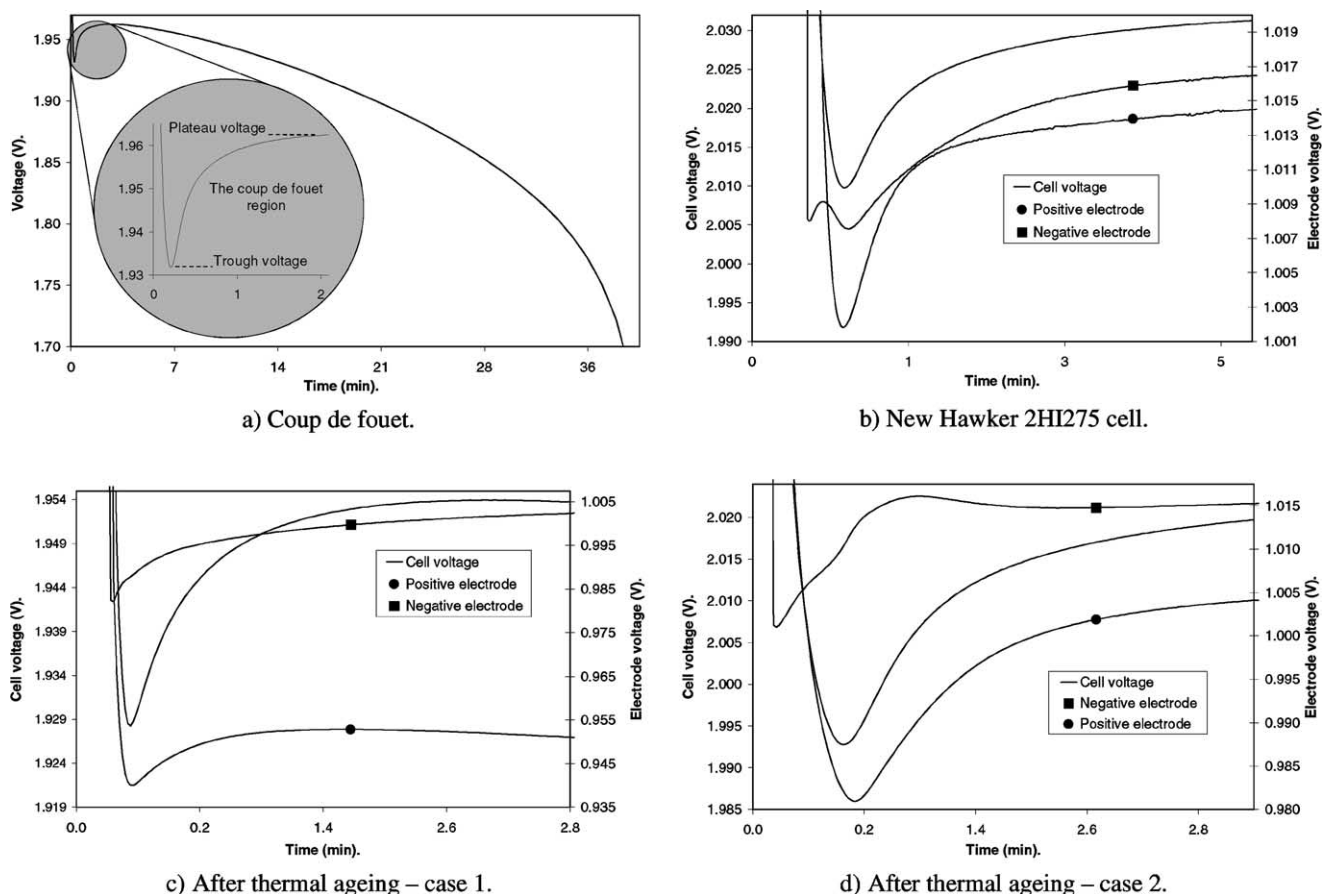 1.95
1.90
1.85
1.80
1.75
1.70
Voltage (V).
Plateau voltage
1.96
1.95
1.94
1.93
The coup de fouet
region
Trough voltage
0 1 2
0 7 14 21 28 36
Time (min).
a) Coup de fouet.
2.030
2.025
2.020
2.015
2.010
2.005
2.000
1.995
1.990
Cell voltage (V).
1.019
1.017
1.016
1.014
1.013
1.011
1.010
1.009
1.007
1.006
1.005
1.003
1.002
1.001
Electrode voltage (V).
Cell voltage
Positive electrode
Negative electrode
0 1 3 5
Time (min).
b) New Hawker 2HI275 cell.
1.954
1.949
1.944
1.939
1.934
1.929
1.924
1.919
Cell voltage (V).
1.005
0.995
0.985
0.975
0.965
0.955
0.945
0.935
Electrode voltage (V).
Cell voltage
Positive electrode
Negative electrode
0.0 0.2 1.4 2.6 2.8
Time (min).
c) After thermal ageing – case 1.
2.020
2.015
2.010
2.005
2.000
1.995
1.990
1.985
Cell voltage (V).
1.015
1.010
1.005
1.000
0.995
0.990
0.985
0.980
Electrode voltage (V).
Cell voltage
Negative electrode
Positive electrode
0.0 0.2 1.4 2.6 2.8
Time (min).
d) After thermal ageing – case 2.